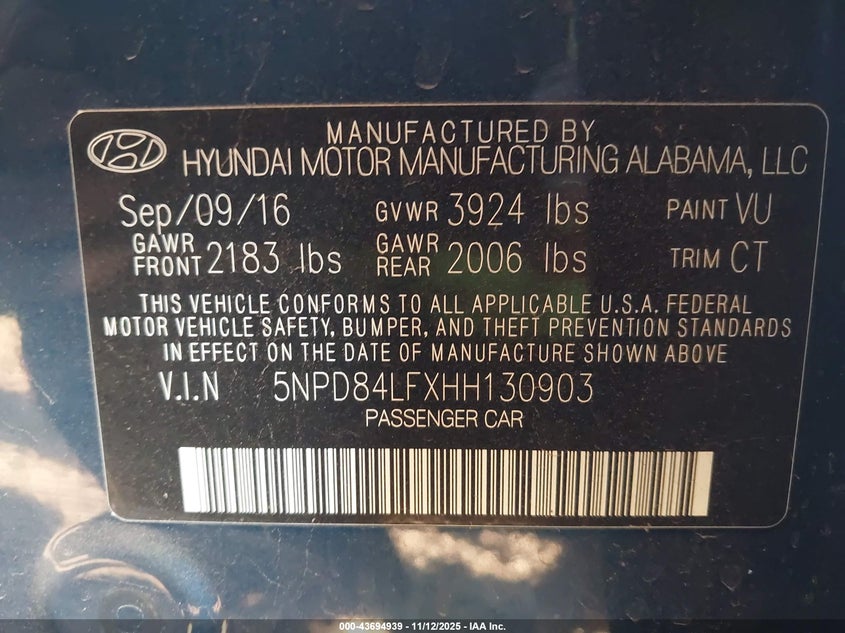 MANUFACTURED BY
HYUNDAI MOTOR MANUFACTURING ALABAMA, LLC
Sep/09/16 GVWR 3924 lbs PAINT VU
GAWR FRONT 2183 lbs GAWR REAR 2006 lbs TRIM CT
THIS VEHICLE CONFORMS TO ALL APPLICABLE U.S.A. FEDERAL
MOTOR VEHICLE SAFETY, BUMPER, AND THEFT PREVENTION STANDARDS
IN EFFECT ON THE DATE OF MANUFACTURE SHOWN ABOVE
V.I.N 5NPD84LFXHH130903
PASSENGER CAR
000-43694939 - 11/12/2025 - IAA Inc.